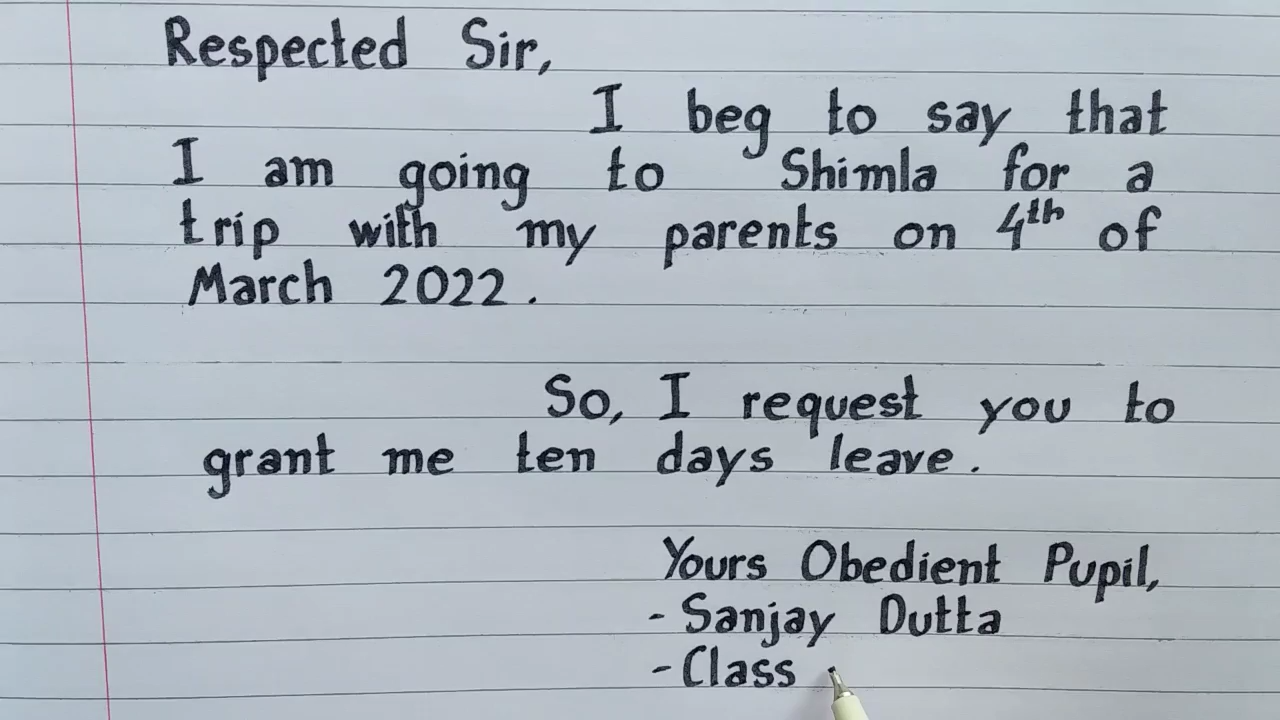 Respected Sir,
I beg to say that
I am going to Shimla for a
trip with my parents on 4th of
March 2022.
So, I request you to
grant me ten days leave.
Yours Obedient Pupil,
- Sanjay Dutta
- Class